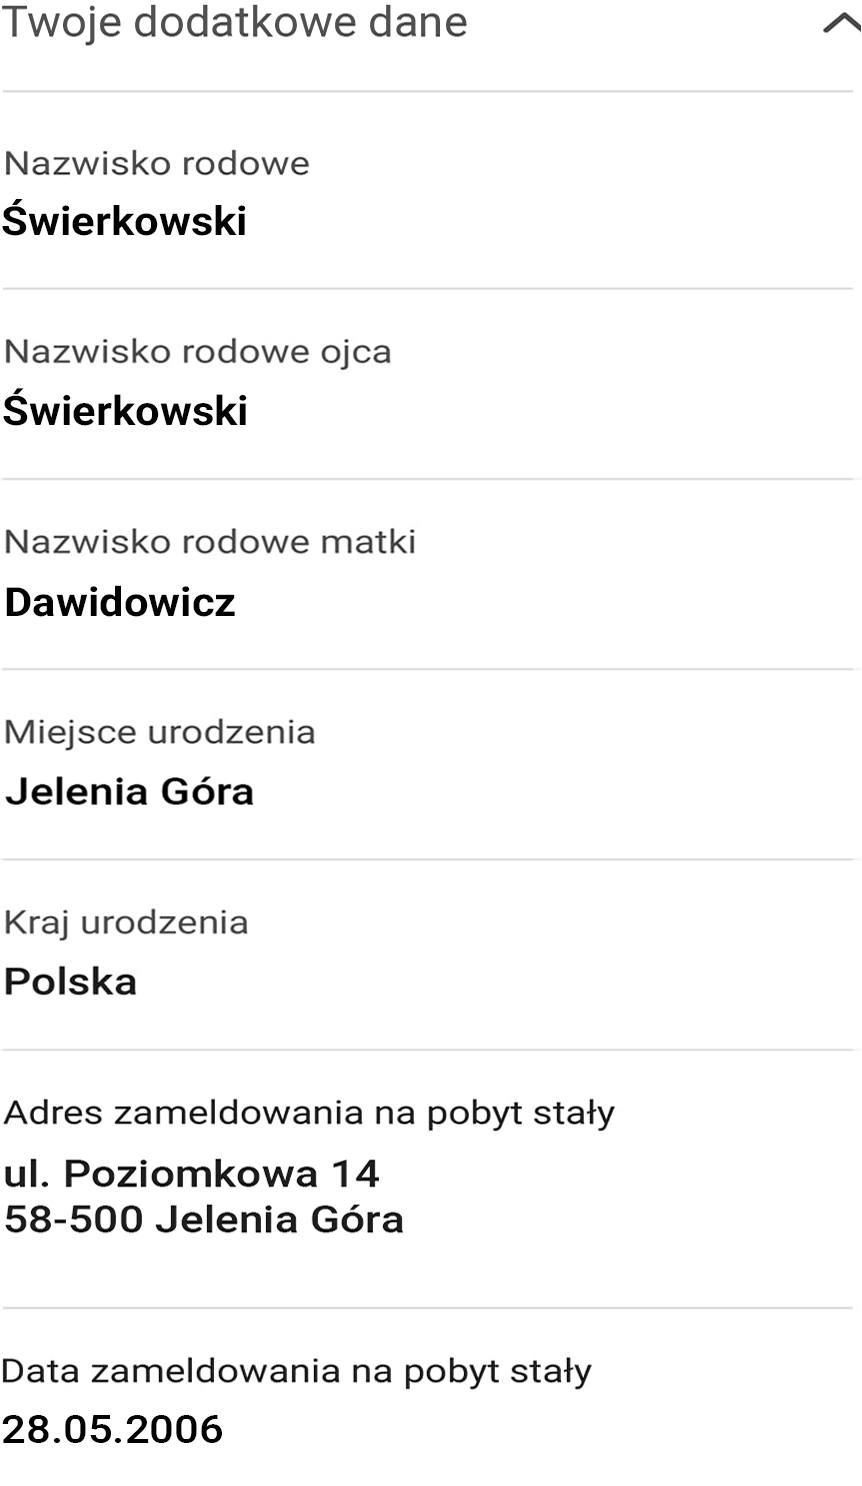 Twoje dodatkowe dane
Nazwisko rodowe
Świerkowski
Nazwisko rodowe ojca
Świerkowski
Nazwisko rodowe matki
Dawidowicz
Miejsce urodzenia
Jelenia Góra
Kraj urodzenia
Polska
Adres zameldowania na pobyt stały
ul. Poziomkowa 14
58-500 Jelenia Góra
Data zameldowania na pobyt stały
28.05.2006